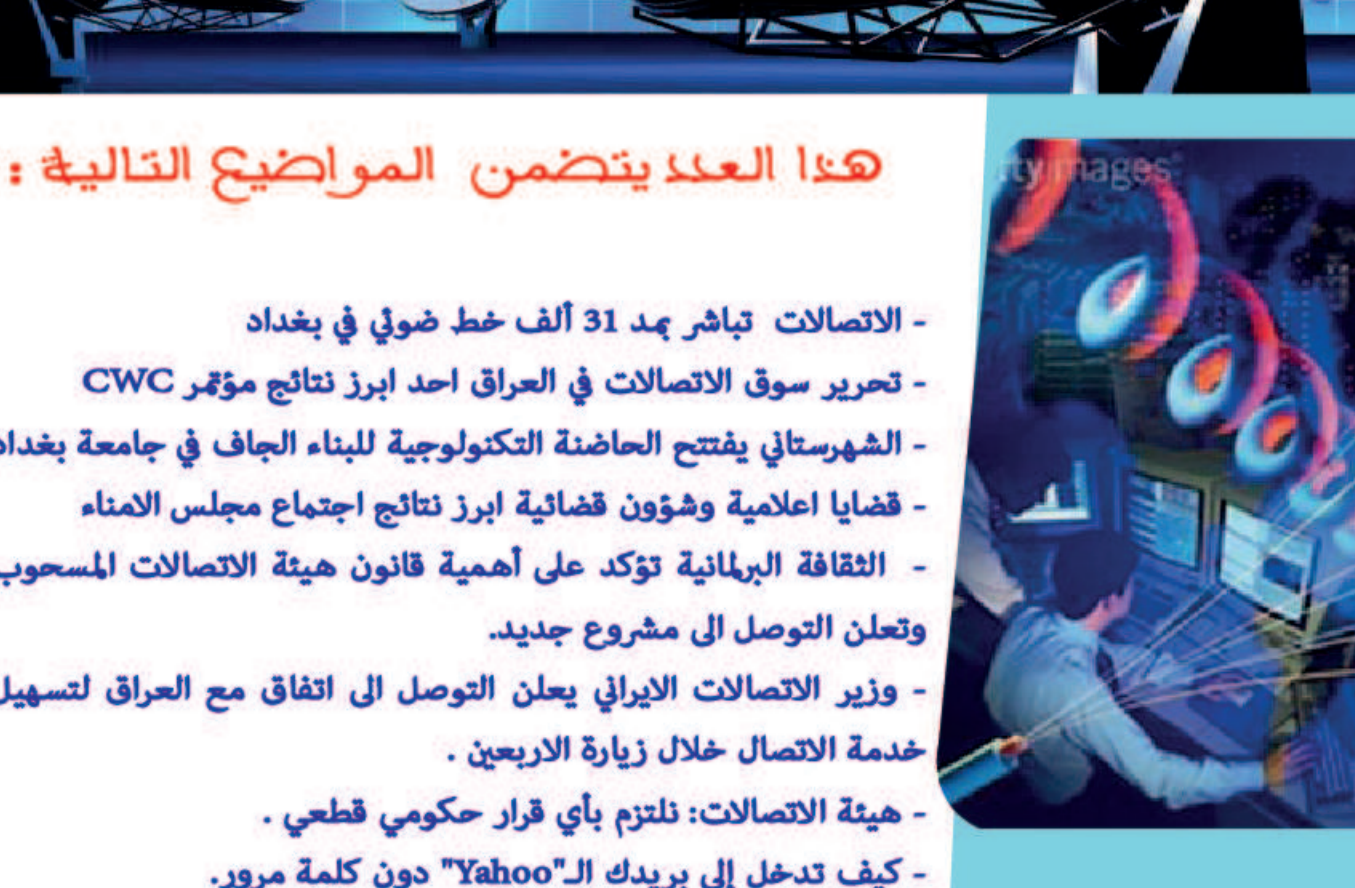 هذا العدد يتضمن المواضيع التالية :
- الاتصالات تباشر بمد 31 ألف خط ضوئي في بغداد
- تحرير سوق الاتصالات في العراق احد ابرز نتائج مؤتمر CWC
- الشهرستاني يفتتح الحاضنة التكنولوجية للبناء الجاف في جامعة بغداد
- قضايا اعلامية وشؤون قضائية ابرز نتائج اجتماع مجلس الامناء
- الثقافة البرلمانية تؤكد على أهمية قانون هيئة الاتصالات المسحوب
وتعلن التوصل الى مشروع جديد.
- وزير الاتصالات الايراني يعلن التوصل الى اتفاق مع العراق لتسهيل
خدمة الاتصال خلال زيارة الاربعين .
- هيئة الاتصالات: نلتزم بأي قرار حكومي قطعي .
- كيف تدخل إلى بريدك الـ"Yahoo" دون كلمة مرور.